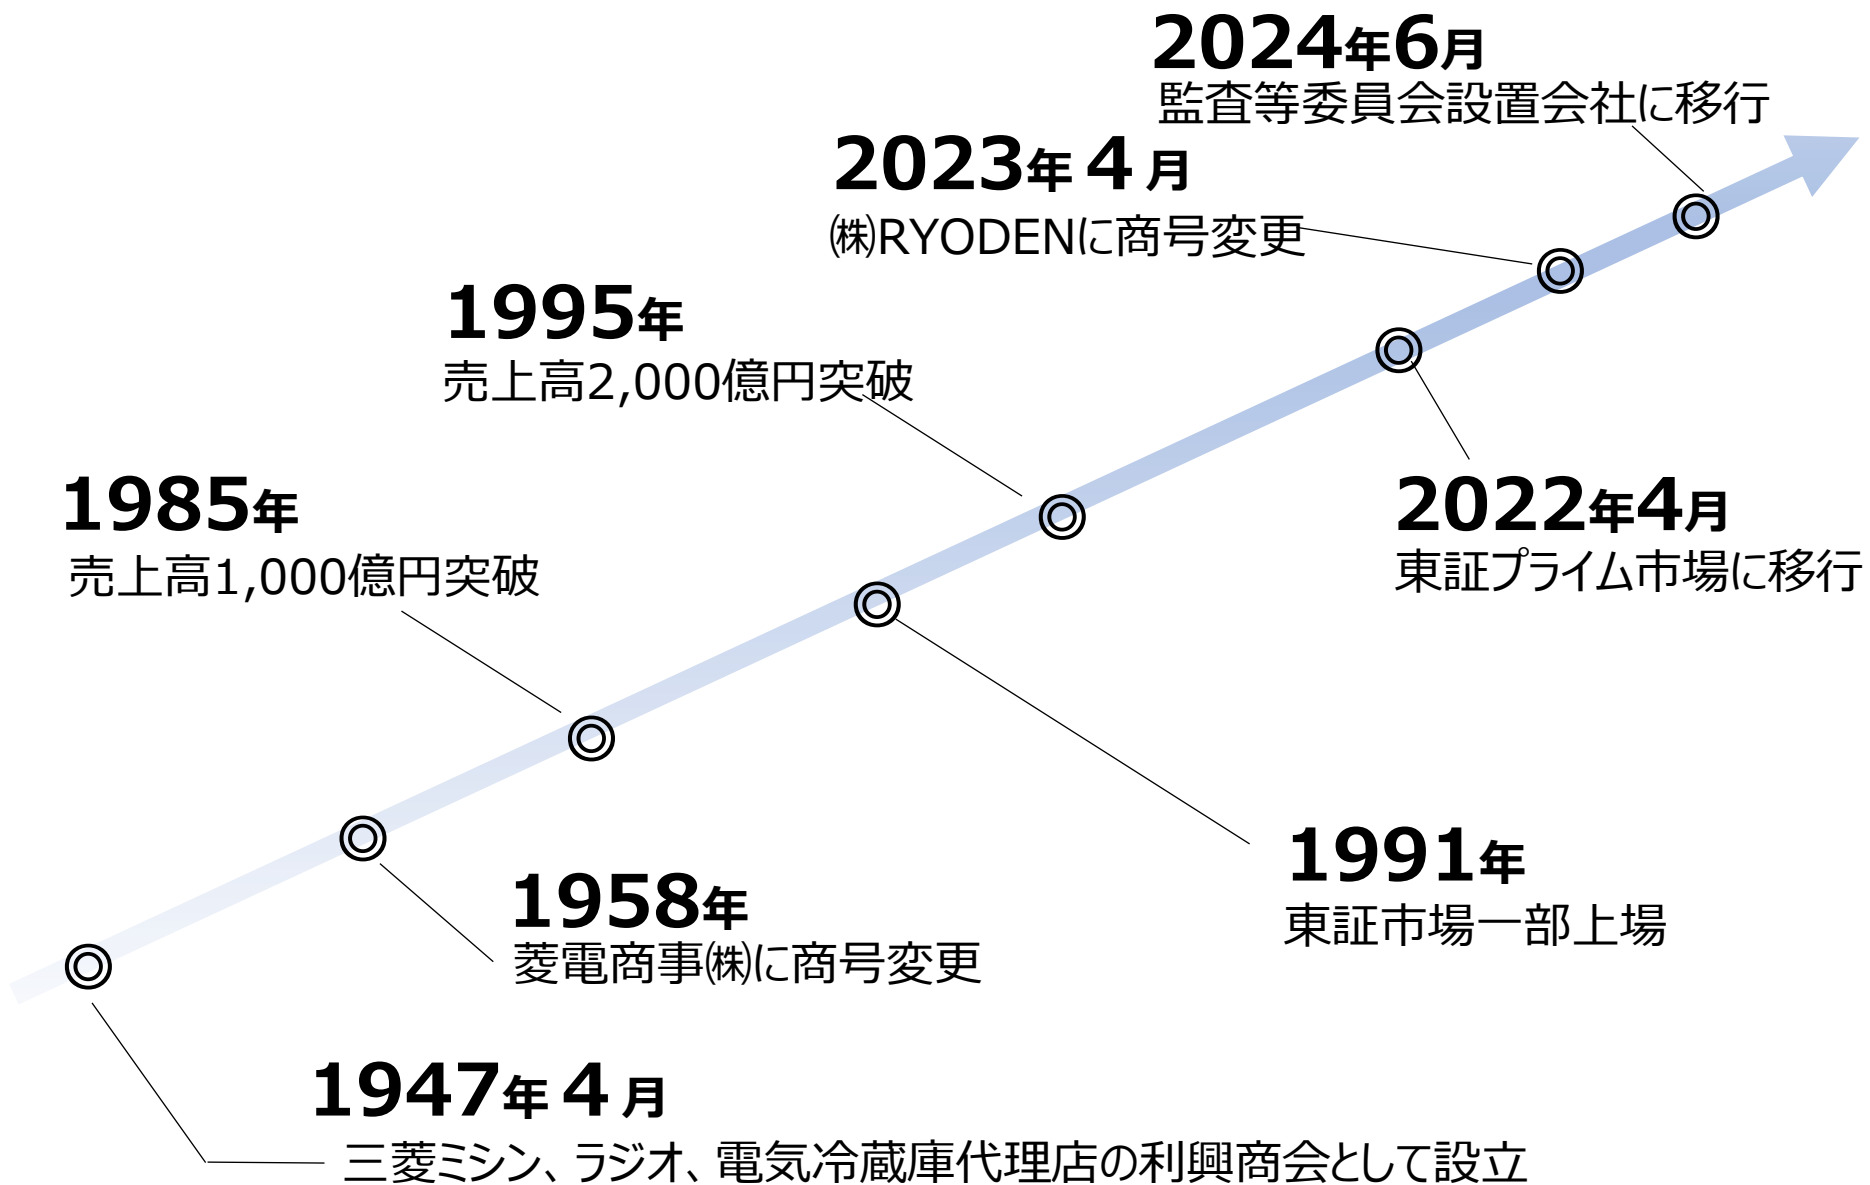 2024年6月
監査等委員会設置会社に移行
2023年４月
㈱RYODENに商号変更
1995年
売上高2,000億円突破
1985年
売上高1,000億円突破
2022年4月
東証プライム市場に移行
1991年
東証市場一部上場
1958年
菱電商事㈱に商号変更
1947年４月
三菱ミシン、ラジオ、電気冷蔵庫代理店の利興商会として設立